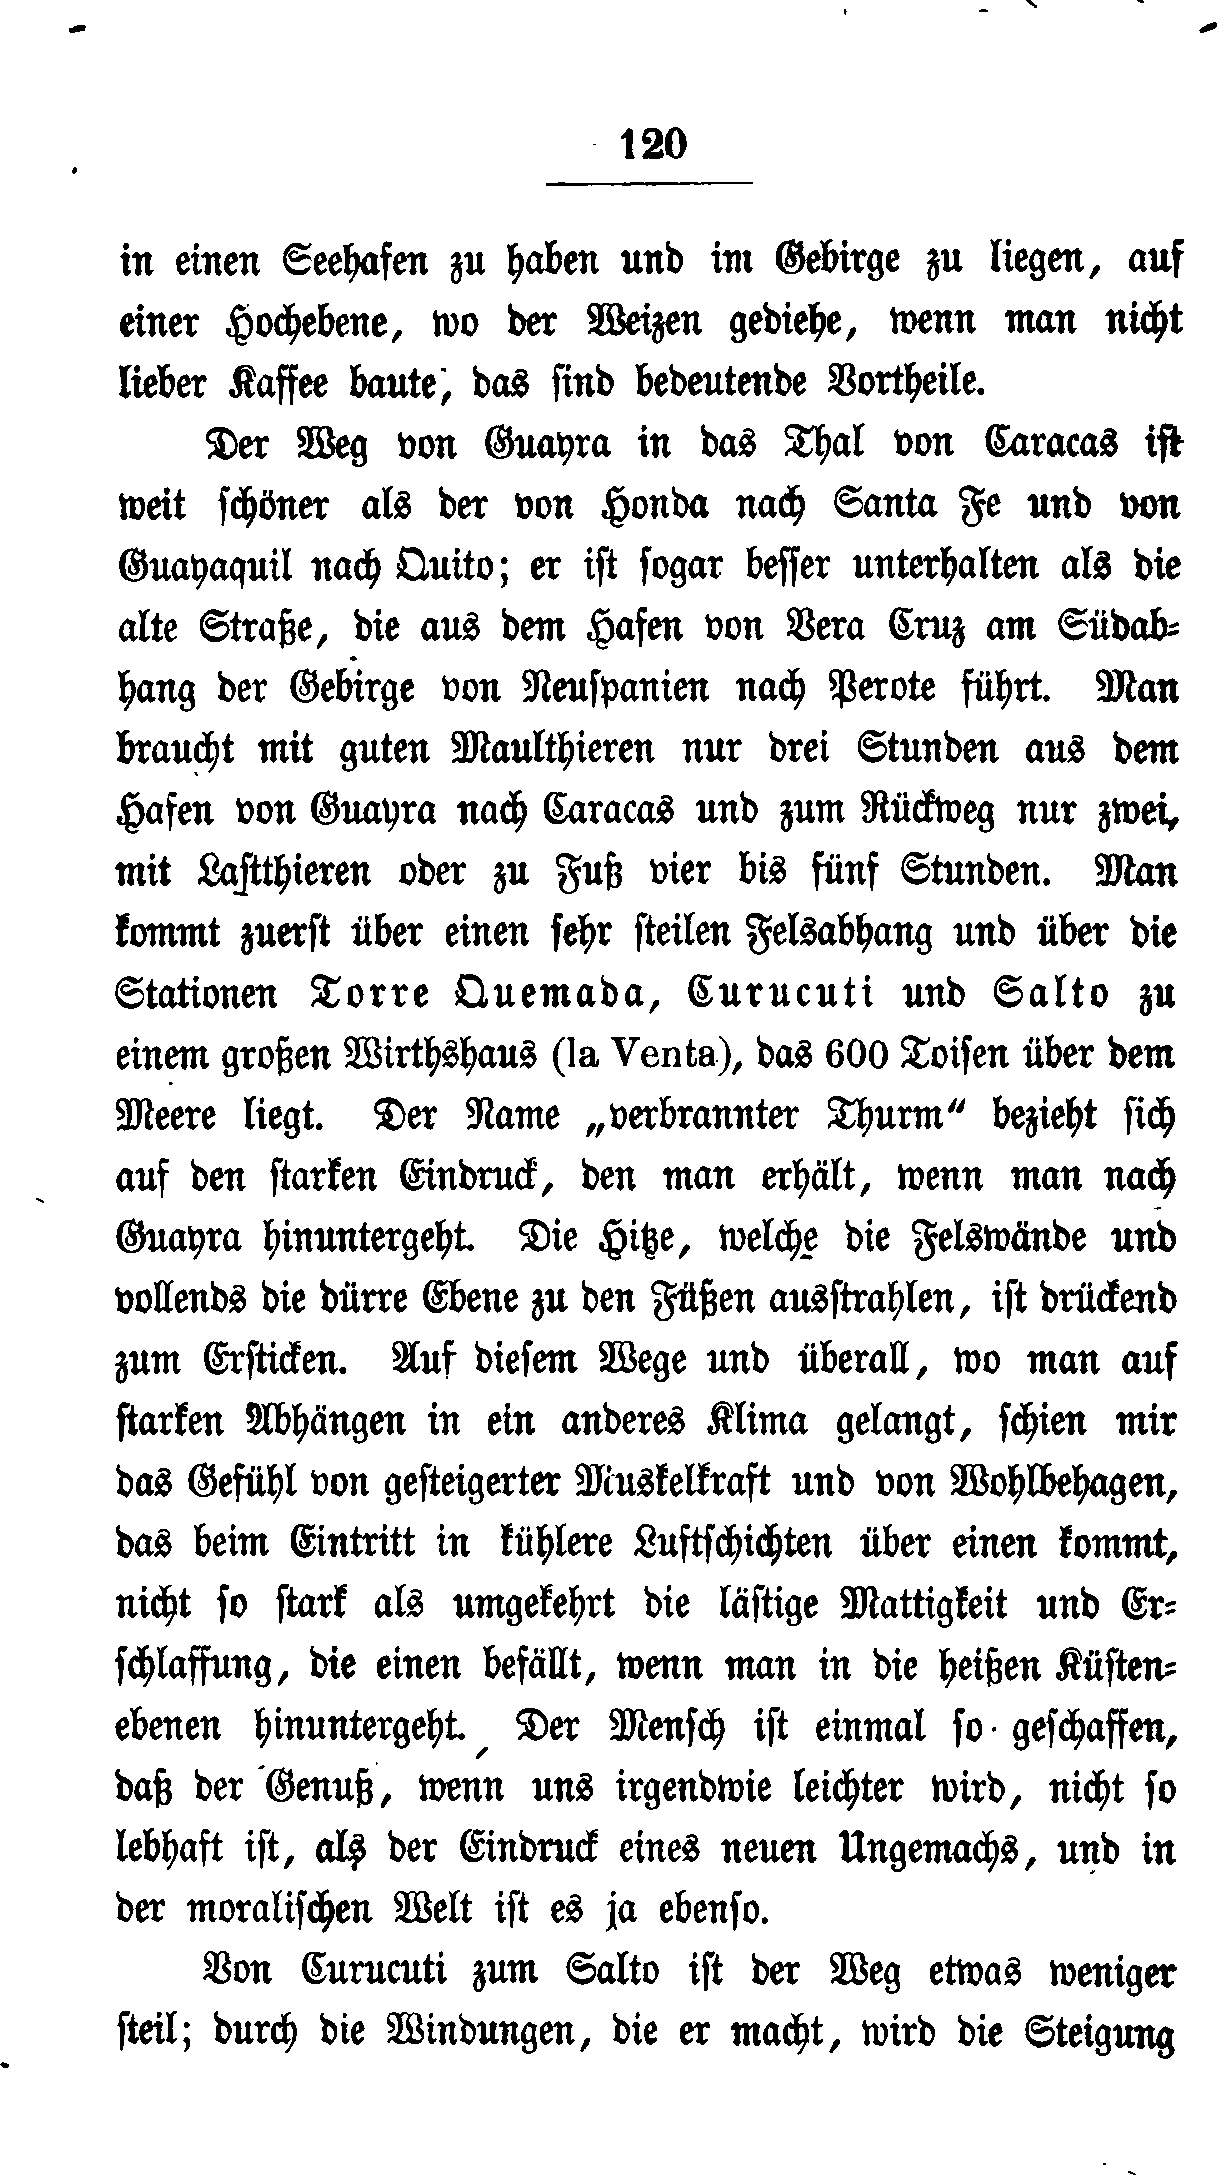 120
in einen Seehafen zu haben und im Gebirge zu liegen, auf
einer Hochebene, wo der Weizen gediehe, wenn man nicht
lieber Kaffee baute, das sind bedeutende Vortheile.
Der Weg von Guayra in das Thal von Caracas ist
weit schöner als der von Honda nach Santa Fe und von
Guayaquil nach Quito; er ist sogar besser unterhalten als die
alte Straße, die aus dem Hafen von Vera Cruz am Südab-
hang der Gebirge von Neuspanien nach Perote führt. Man
braucht mit guten Maulthieren nur drei Stunden aus dem
Hafen von Guayra nach Caracas und zum Rückweg nur zwei,
mit Lastthieren oder zu Fuß vier bis fünf Stunden. Man
kommt zuerst über einen sehr steilen Felsabhang und über die
Stationen Torre Quemada, Curucuti und Salto zu
einem großen Wirthshaus (la Venta), das 600 Toisen über dem
Meere liegt. Der Name „verbrannter Thurm“ bezieht sich
auf den starken Eindruck, den man erhält, wenn man nach
Guayra hinuntergeht. Die Hitze, welche die Felswände und
vollends die dürre Ebene zu den Füßen ausstrahlen, ist drückend
zum Ersticken. Auf diesem Wege und überall, wo man auf
starken Abhängen in ein anderes Klima gelangt, schien mir
das Gefühl von gesteigerter Muskelkraft und von Wohlbehagen,
das beim Eintritt in kühlere Luftschichten über einen kommt,
nicht so stark als umgekehrt die lästige Mattigkeit und Er-
schlaffung, die einen befällt, wenn man in die heißen Küsten-
ebenen hinuntergeht. Der Mensch ist einmal so geschaffen,
daß der Genuß, wenn uns irgendwie leichter wird, nicht so
lebhaft ist, als der Eindruck eines neuen Ungemachs, und in
der moralischen Welt ist es ja ebenso.
Von Curucuti zum Salto ist der Weg etwas weniger
steil; durch die Windungen, die er macht, wird die Steigung